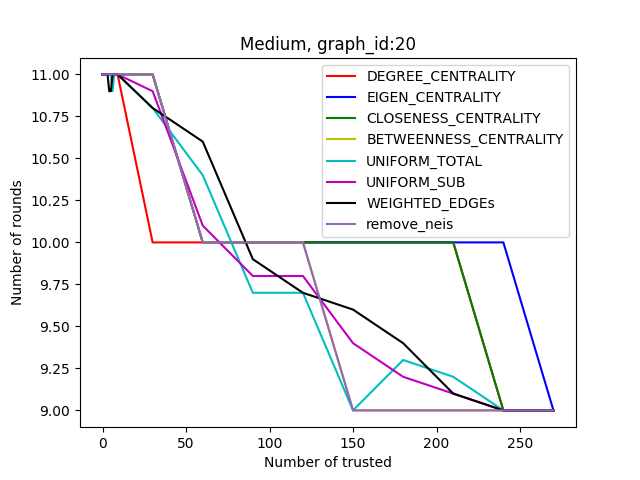 Medium, graph_id:20
11.00
10.75
10.50
10.25
10.00
9.75
9.50
9.25
9.00
Number of rounds
DEGREE_CENTRALITY
EIGEN_CENTRALITY
CLOSENESS_CENTRALITY
BETWEENNESS_CENTRALITY
UNIFORM_TOTAL
UNIFORM_SUB
WEIGHTED_EDGEs
remove_neis
0
50
100
150
200
250
Number of trusted